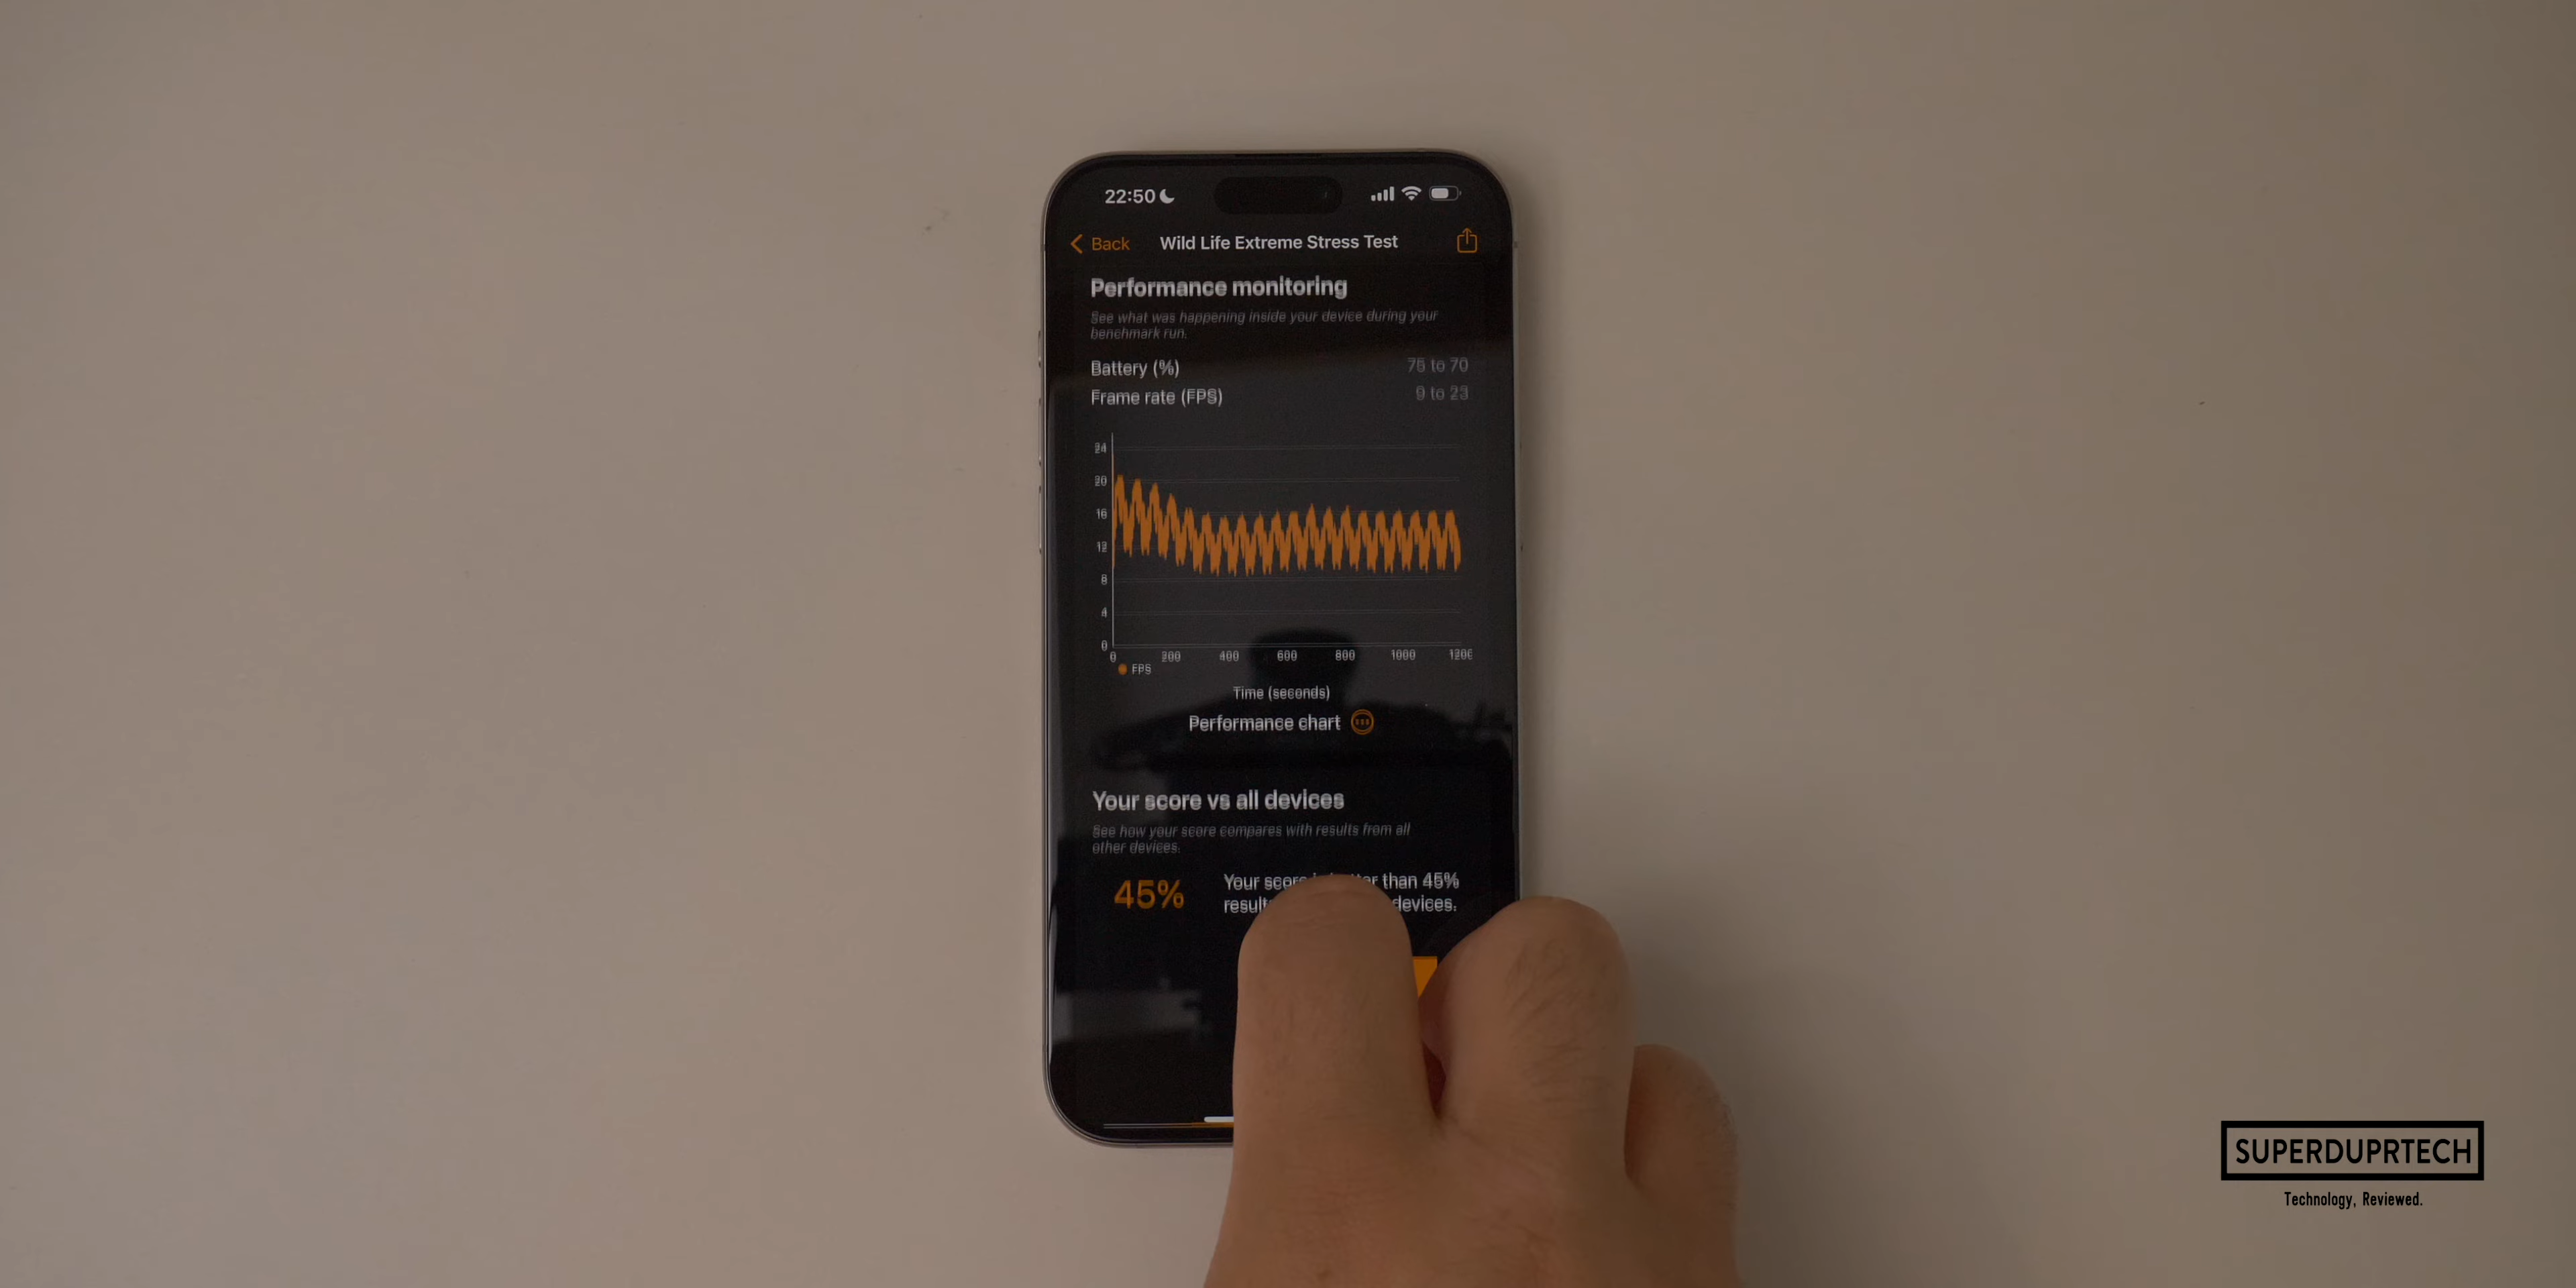 22:50
Back
Wild Life Extreme Stress Test
Performance monitoring
See what was happening inside your device during your
benchmark run.
Battery (%) 75 to 70
Frame rate (FPS) 9 to 23
24
20
16
12
8
4
0
0 200 400 600 800 1000 1200
FPS
Time (seconds)
Performance chart
Your score vs all devices
See how your score compares with results from all
other devices.
45%
Your score than 45%
devices.
SUPERDUPRTECH
Technology, Reviewed.